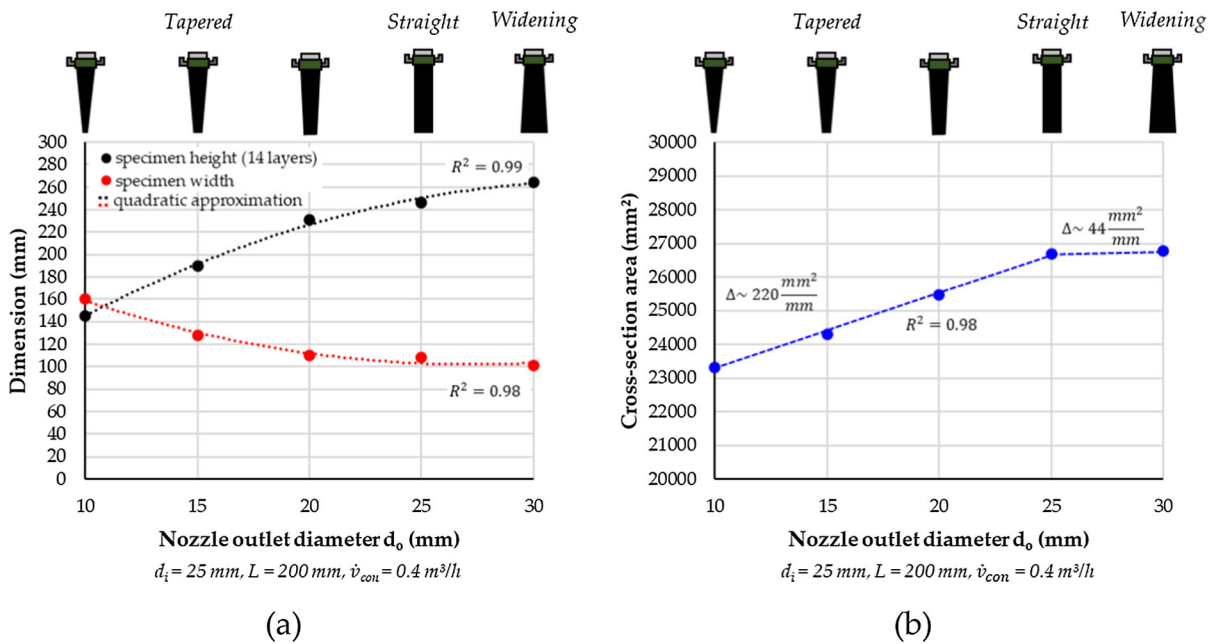 Tapered
Straight
Widening
300
280
260
240
220
200
180
160
140
120
100
80
60
40
20
0
Dimension (mm)
specimen height (14 layers)
specimen width
quadratic approximation
R² = 0.99
R² = 0.98
10 15 20 25 30
Nozzle outlet diameter dₒ (mm)
dᵢ = 25 mm, L = 200 mm, v̇con = 0.4 m³/h
(a)
Tapered
Straight
Widening
30000
29000
28000
27000
26000
25000
24000
23000
22000
21000
20000
Cross-section area (mm²)
Δ~ 220 mm²/mm
Δ~ 44 mm²/mm
R² = 0.98
10 15 20 25 30
Nozzle outlet diameter dₒ (mm)
dᵢ = 25 mm, L = 200 mm, v̇con = 0.4 m³/h
(b)